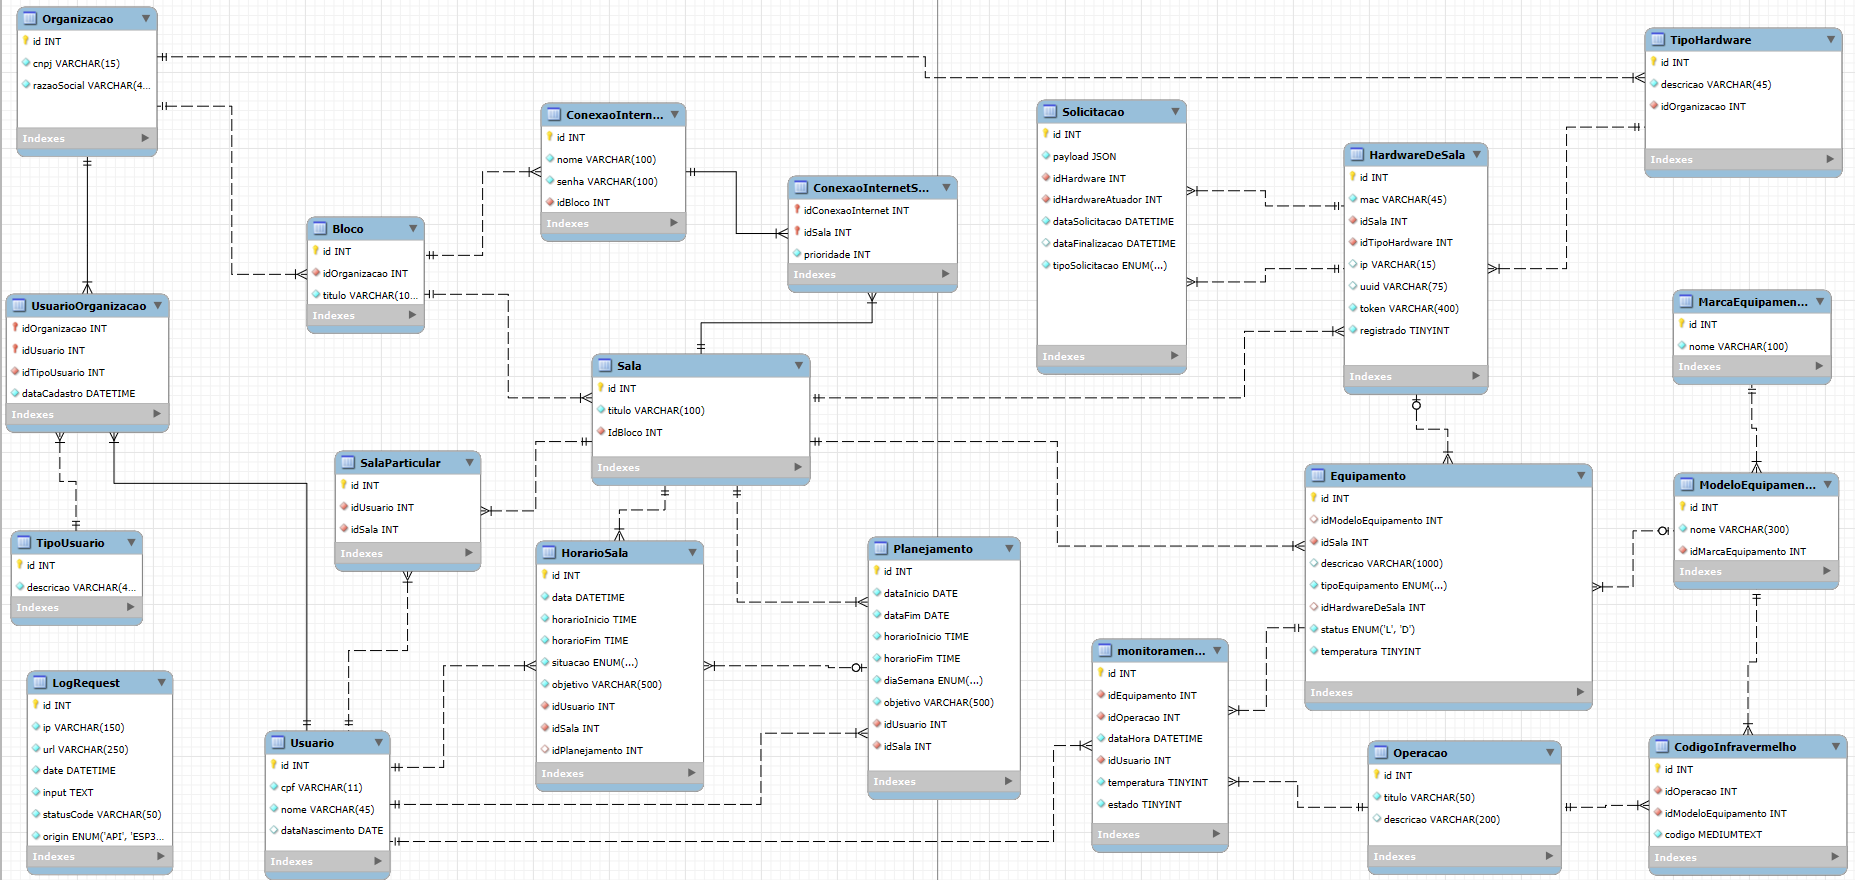 Organizacao
id INT
cnpj VARCHAR(15)
razaoSocial VARCHAR(4...
Indexes
TipoHardware
id INT
descricao VARCHAR(45)
idOrganizacao INT
Indexes
ConexaoIntern...
id INT
nome VARCHAR(100)
senha VARCHAR(100)
idBloco INT
Indexes
Solicitacao
id INT
payload JSON
idHardware INT
idHardwareAtuador INT
dataSolicitacao DATETIME
dataFinalizacao DATETIME
tipoSolicitacao ENUM(...)
Indexes
HardwareDeSala
id INT
mac VARCHAR(45)
idSala INT
idTipoHardware INT
ip VARCHAR(15)
uuid VARCHAR(75)
token VARCHAR(400)
registrado TINYINT
Indexes
ConexaoInternetS...
idConexaoInternet INT
idSala INT
prioridade INT
Indexes
Bloco
id INT
idOrganizacao INT
titulo VARCHAR(10...
Indexes
UsuarioOrganizacao
idOrganizacao INT
idUsuario INT
idTipoUsuario INT
dataCadastro DATETIME
Indexes
MarcaEquipamen...
id INT
nome VARCHAR(100)
Indexes
Sala
id INT
titulo VARCHAR(100)
IdBloco INT
Indexes
SalaParticular
id INT
idUsuario INT
idSala INT
Indexes
Equipamento
id INT
idModeloEquipamento INT
idSala INT
descricao VARCHAR(1000)
tipoEquipamento ENUM(...)
idHardwareDeSala INT
status ENUM('L', 'D')
temperatura TINYINT
Indexes
ModeloEquipamen...
id INT
nome VARCHAR(300)
idMarcaEquipamento INT
Indexes
TipoUsuario
id INT
descricao VARCHAR(4...
Indexes
HorarioSala
id INT
data DATETIME
horarioInicio TIME
horarioFim TIME
situacao ENUM(...)
objetivo VARCHAR(500)
idUsuario INT
idSala INT
idPlanejamento INT
Indexes
Planejamento
id INT
dataInicio DATE
dataFim DATE
horarioInicio TIME
horarioFim TIME
diaSemana ENUM(...)
objetivo VARCHAR(500)
idUsuario INT
idSala INT
Indexes
monitoramen...
id INT
idEquipamento INT
idOperacao INT
dataHora DATETIME
idUsuario INT
temperatura TINYINT
estado TINYINT
Indexes
LogRequest
id INT
ip VARCHAR(150)
url VARCHAR(250)
date DATETIME
input TEXT
statusCode VARCHAR(50)
origin ENUM('API', 'ESP3...
Indexes
Usuario
id INT
cpf VARCHAR(11)
nome VARCHAR(45)
dataNascimento DATE
Indexes
Operacao
id INT
titulo VARCHAR(50)
descricao VARCHAR(200)
Indexes
CodigoInfravermelho
id INT
idOperacao INT
idModeloEquipamento INT
codigo MEDIUMTEXT
Indexes